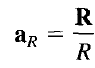 a_R = R / R